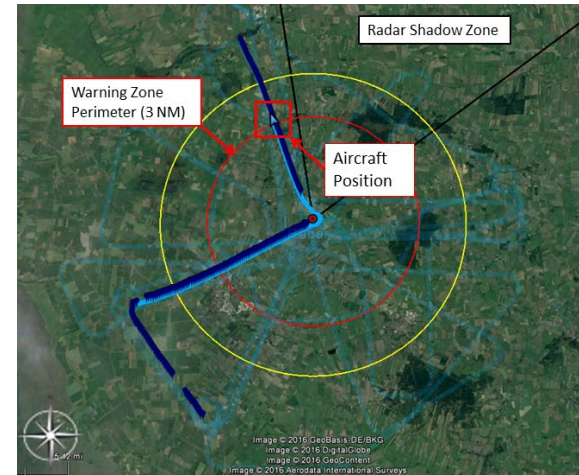 Radar Shadow Zone
Warning Zone
Perimeter (3 NM)
Aircraft
Position
Image © 2016 GeoBasis-DE/BKG
Image © 2016 DigitalGlobe
Image © 2016 GeoContent
Image © 2016 Aerodata International Surveys